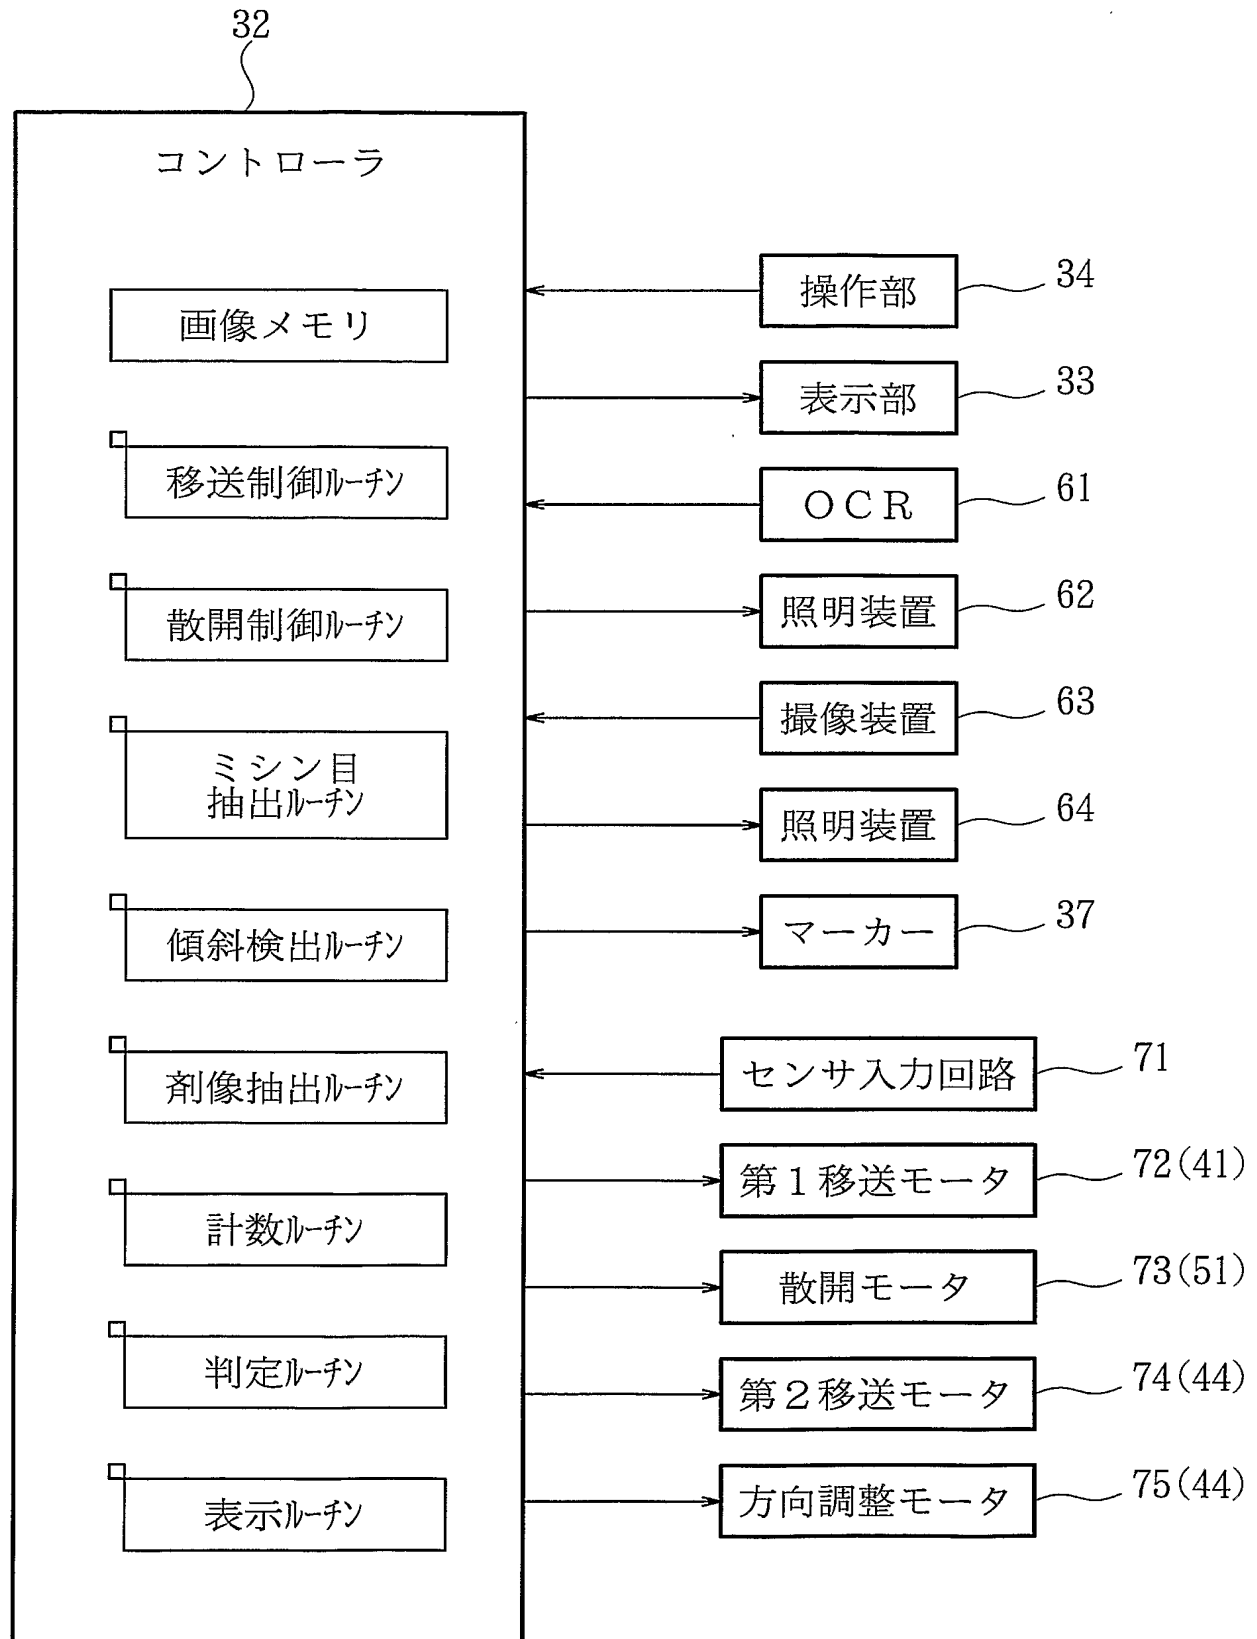 32
コントローラ
画像メモリ
移送制御ルーチン
散開制御ルーチン
ミシン目
抽出ルーチン
傾斜検出ルーチン
剤像抽出ルーチン
計数ルーチン
判定ルーチン
表示ルーチン
操作部 34
表示部 33
OCR 61
照明装置 62
撮像装置 63
照明装置 64
マーカー 37
センサ入力回路 71
第1移送モータ 72(41)
散開モータ 73(51)
第2移送モータ 74(44)
方向調整モータ 75(44)